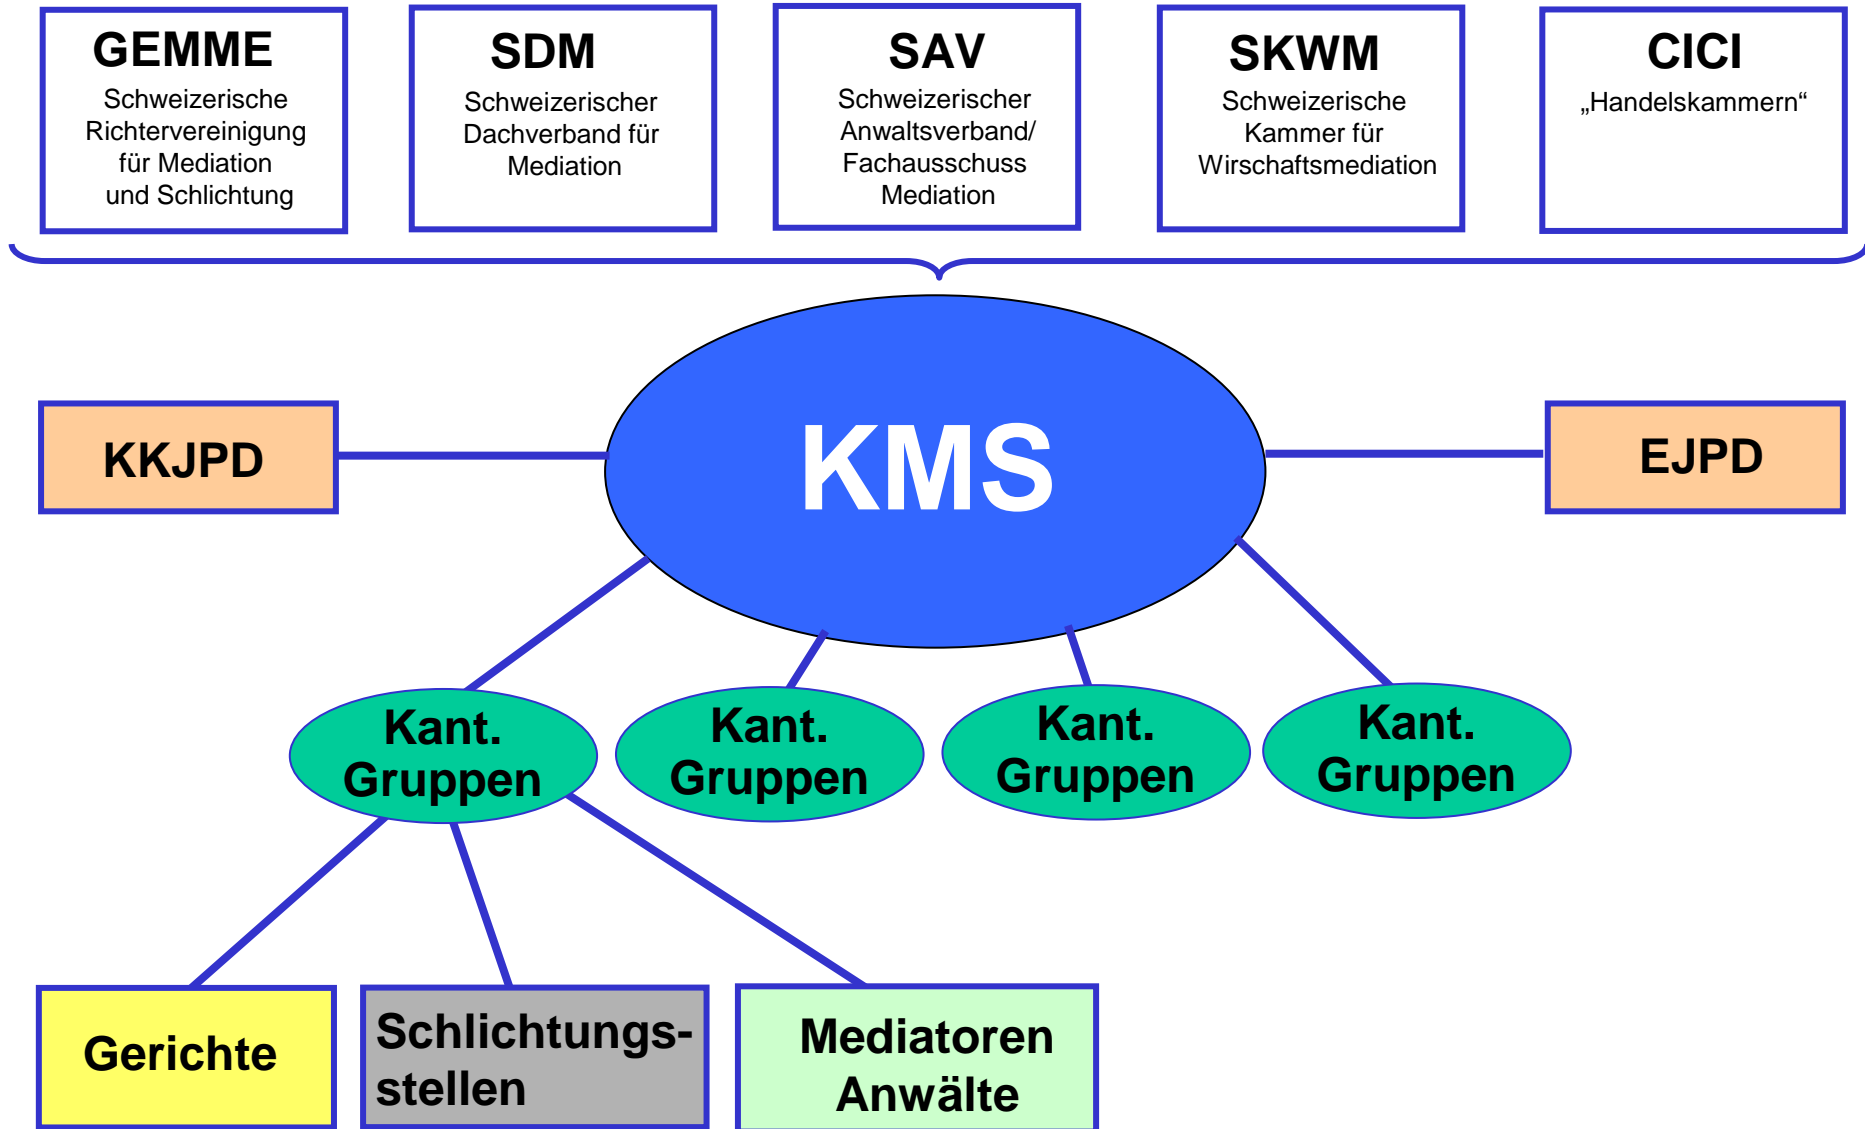 GEMME
Schweizerische
Richtervereinigung
für Mediation
und Schlichtung
SDM
Schweizerischer
Dachverband für
Mediation
SAV
Schweizerischer
Anwaltsverband/
Fachausschuss
Mediation
SKWM
Schweizerische
Kammer für
Wirschaftsmediation
CICI
„Handelskammern“
KKJPD
KMS
EJPD
Kant.
Gruppen
Kant.
Gruppen
Kant.
Gruppen
Kant.
Gruppen
Gerichte
Schlichtungs-
stellen
Mediatoren
Anwälte